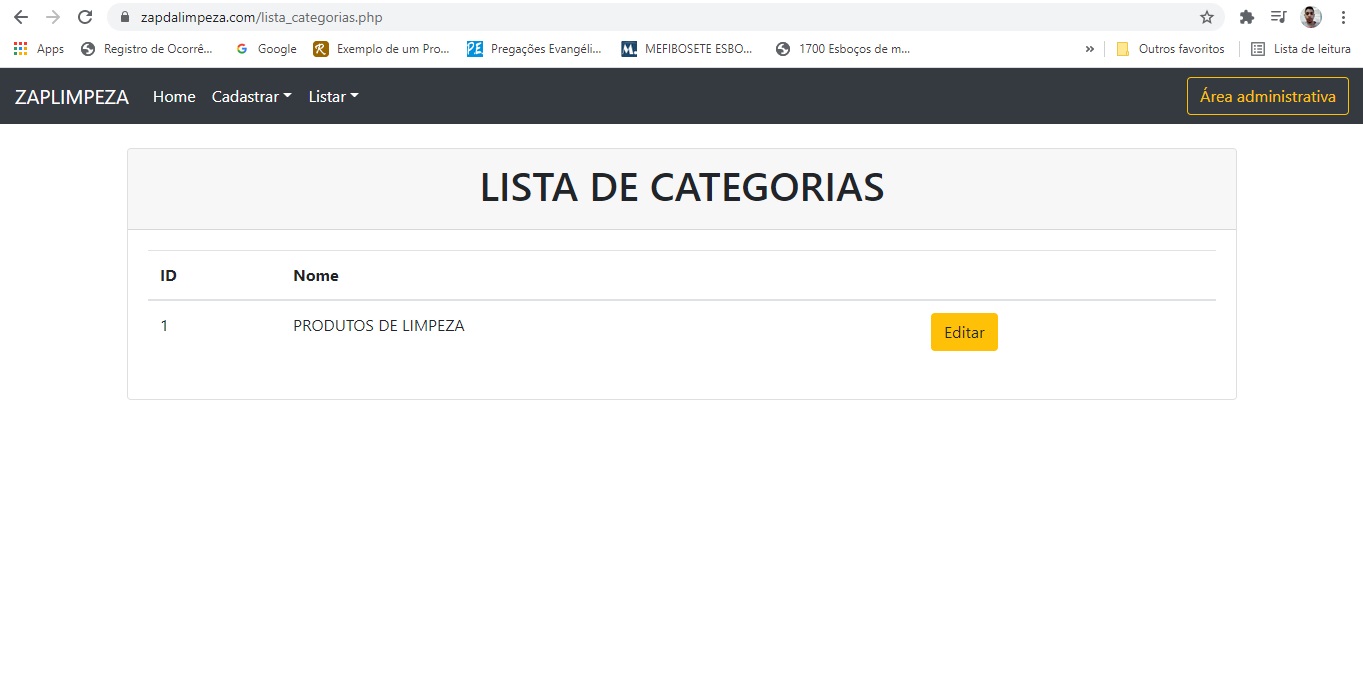 zapdalimpeza.com/lista_categorias.php
Apps Registro de Ocorrê... Google Exemplo de um Pro... Pregações Evangéli... MEFIBOSETE ESBO... 1700 Esboços de m... » Outros favoritos Lista de leitura
ZAPLIMPEZA Home Cadastrar Listar Área administrativa
LISTA DE CATEGORIAS
ID Nome
1 PRODUTOS DE LIMPEZA Editar